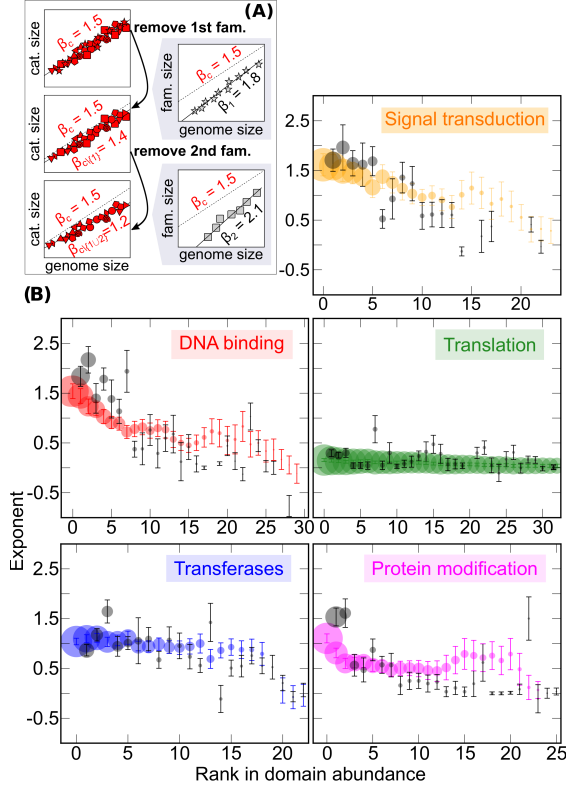 (A)
cat. size
β_c = 1.5
remove 1st fam.
fam. size
β_c = 1.5
β_1 = 1.8
genome size
cat. size
β_c = 1.5
β_c\{1} = 1.4
remove 2nd fam.
fam. size
β_c = 1.5
β_2 = 2.1
genome size
cat. size
β_c = 1.5
β_c\{1∪2} =1.2
genome size
Signal transduction
2.5
1.5
0.5
-0.5
0 5 10 15 20
(B)
DNA binding
2.5
1.5
0.5
-0.5
0 5 10 15 20 25 30
Translation
0 5 10 15 20 25 30
Exponent
Transferases
2.5
1.5
0.5
-0.5
0 5 10 15 20
Protein modification
0 5 10 15 20 25
Rank in domain abundance